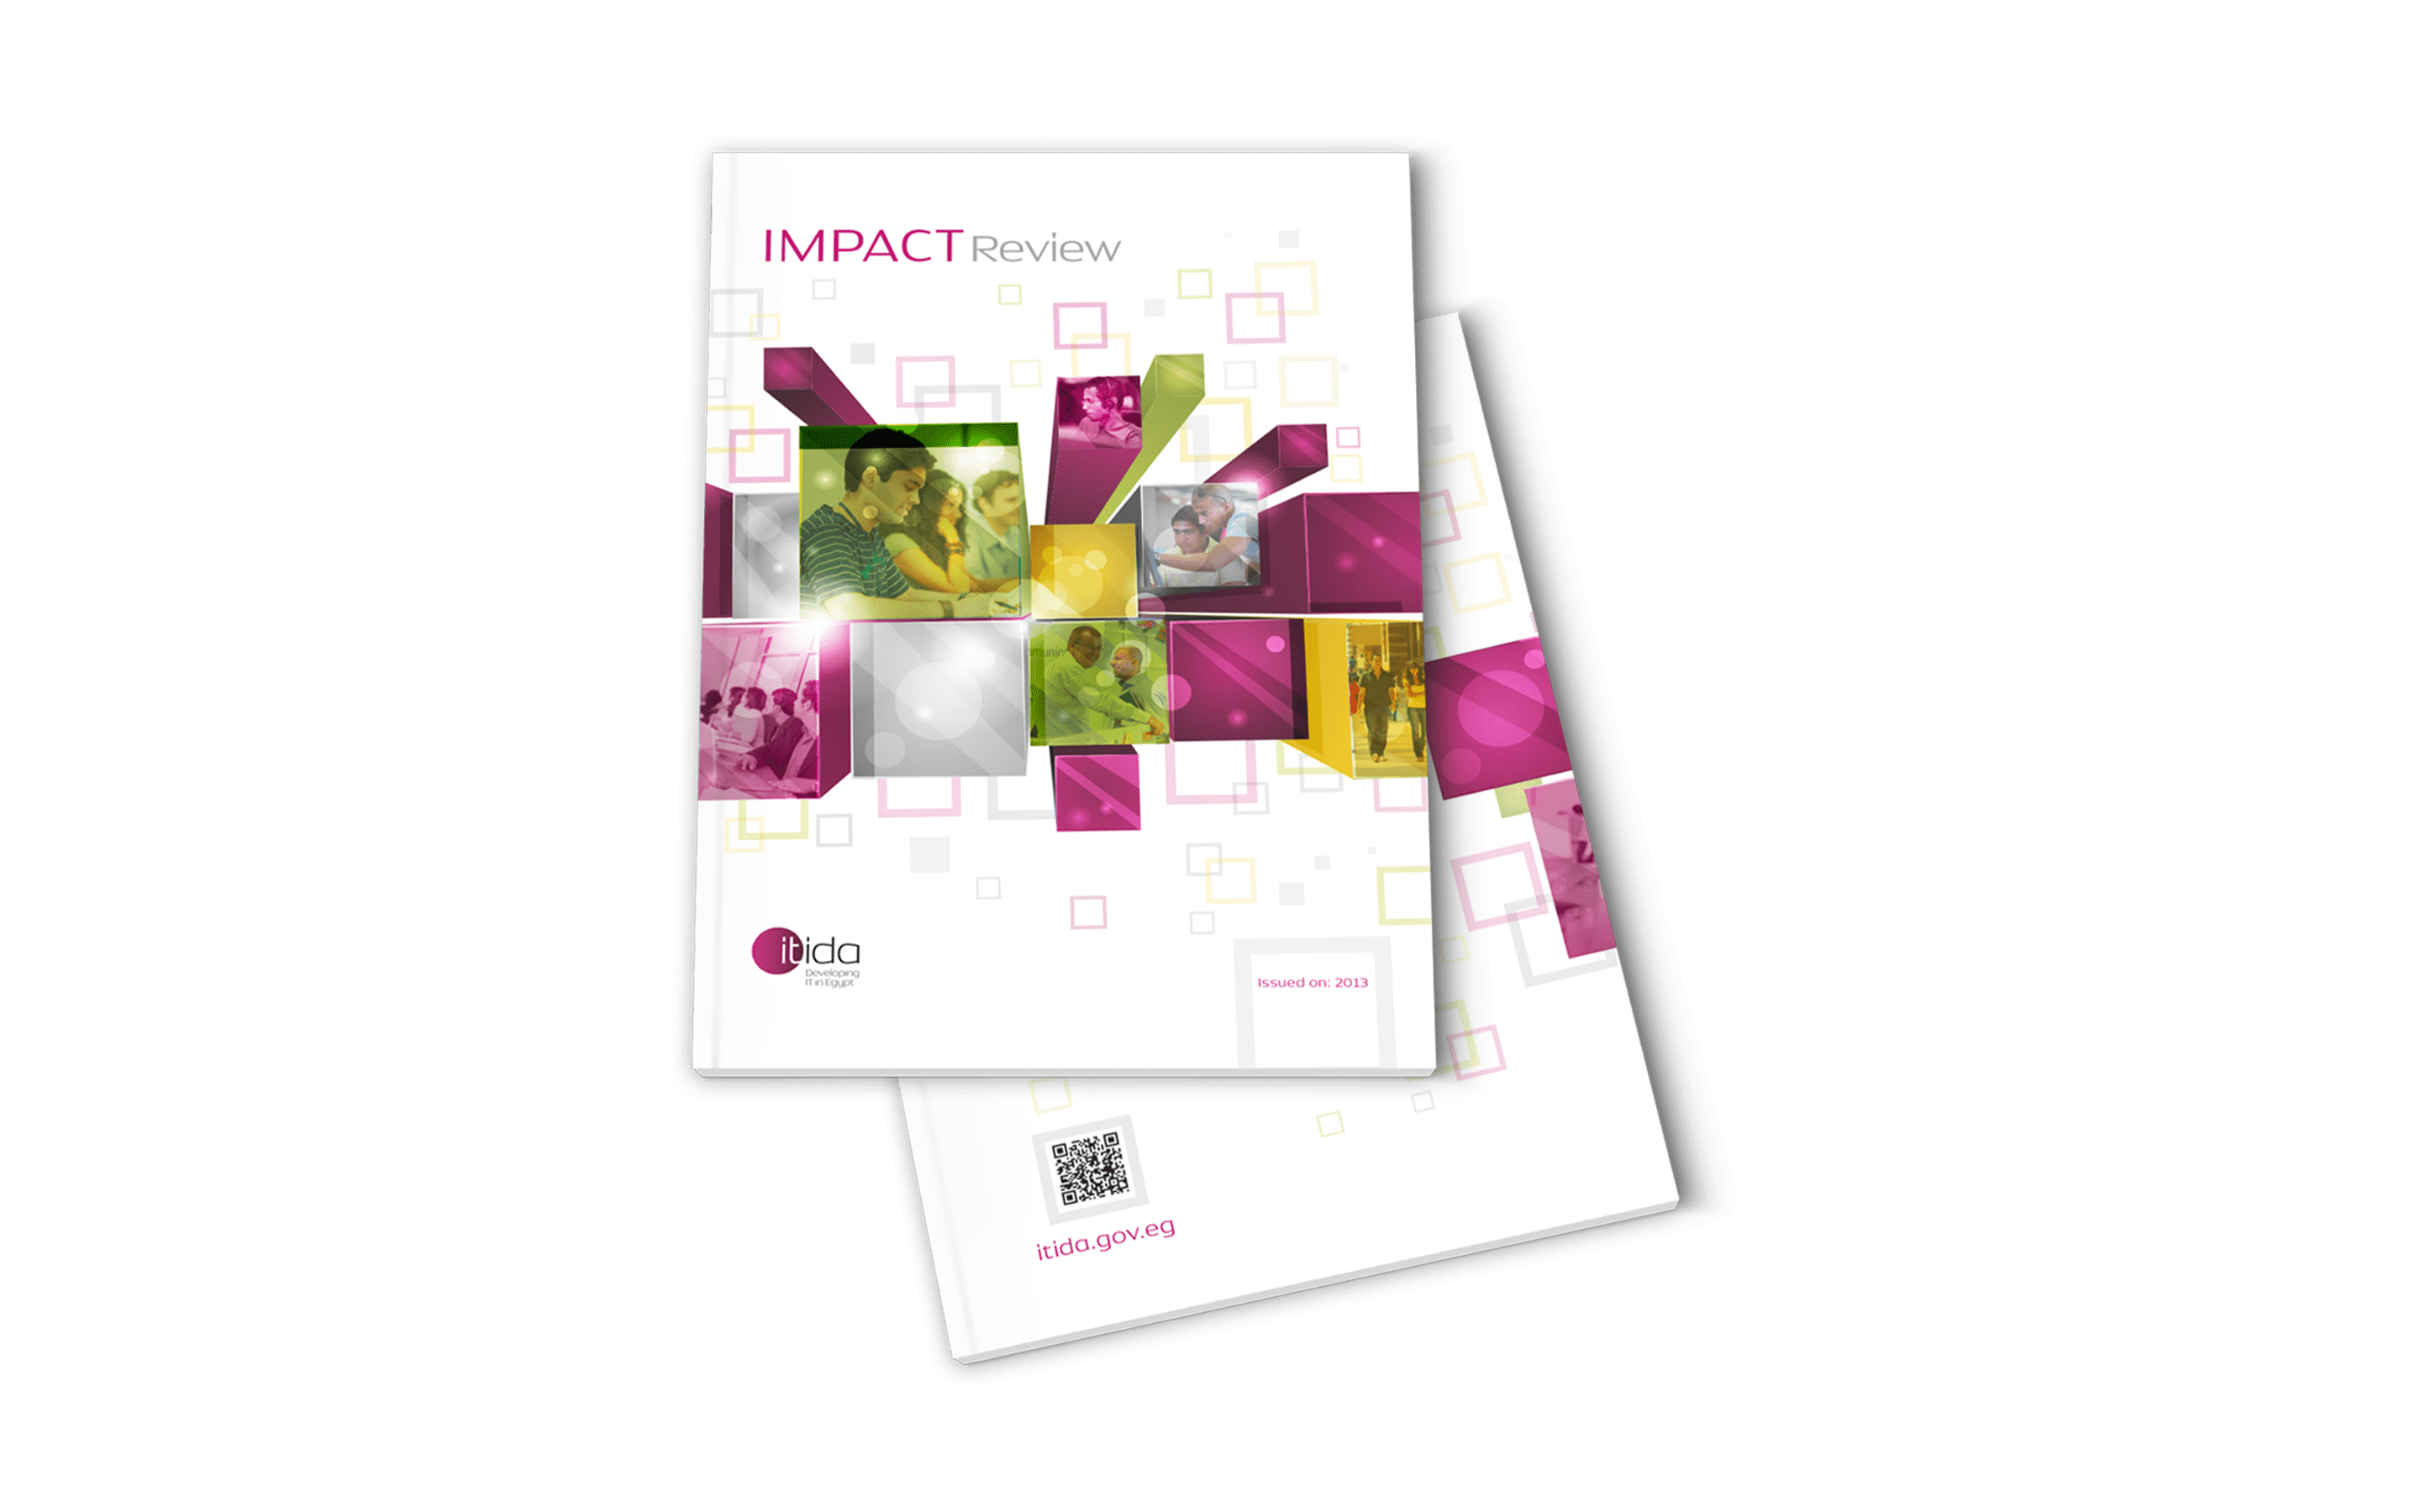 IMPACT Review
itida
Developing
IT in Egypt
Issued on: 2013
itida.gov.eg